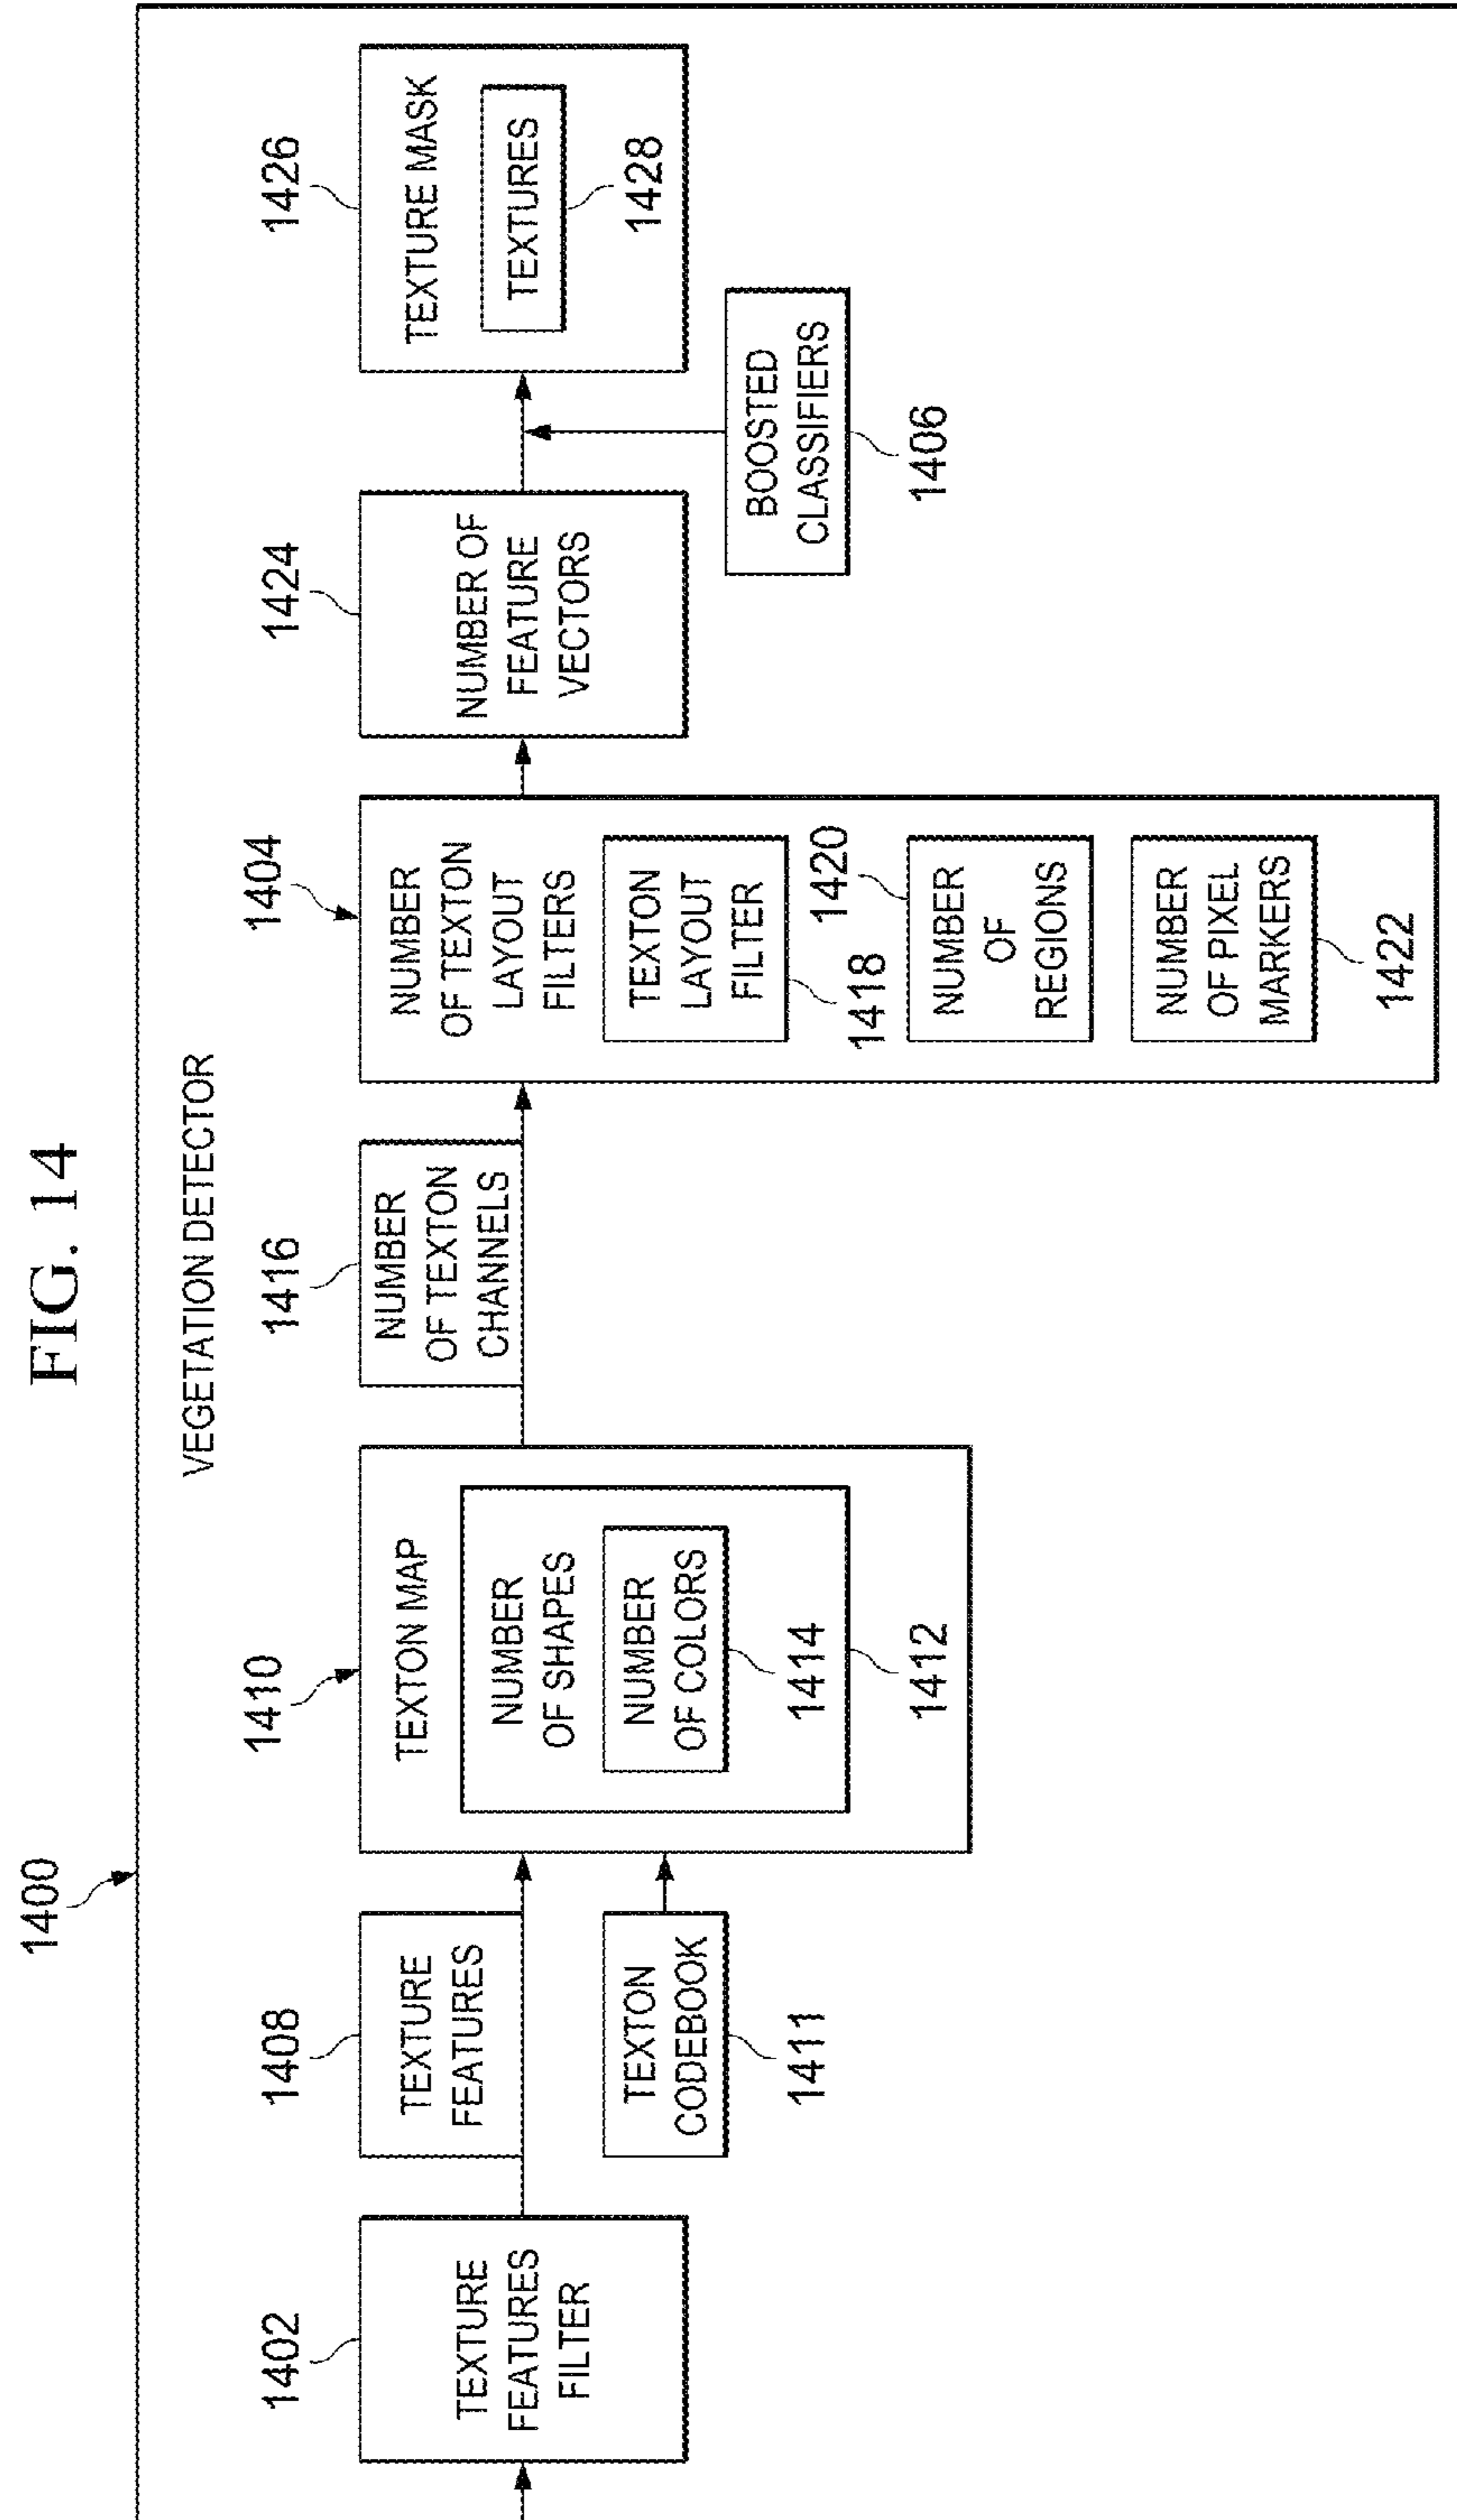 FIG. 14
1400
VEGETATION DETECTOR
1402
TEXTURE
FEATURES
FILTER
1408
TEXTURE
FEATURES
TEXTON
CODEBOOK
1411
1410
TEXTON MAP
NUMBER
OF SHAPES
NUMBER
OF COLORS
1414
1412
1416
NUMBER
OF TEXTON
CHANNELS
1404
NUMBER
OF TEXTON
LAYOUT
FILTERS
TEXTON
LAYOUT
FILTER
1418
1420
NUMBER
OF
REGIONS
NUMBER
OF PIXEL
MARKERS
1422
1424
NUMBER OF
FEATURE
VECTORS
BOOSTED
CLASSIFIERS
1406
1426
TEXTURE MASK
TEXTURES
1428